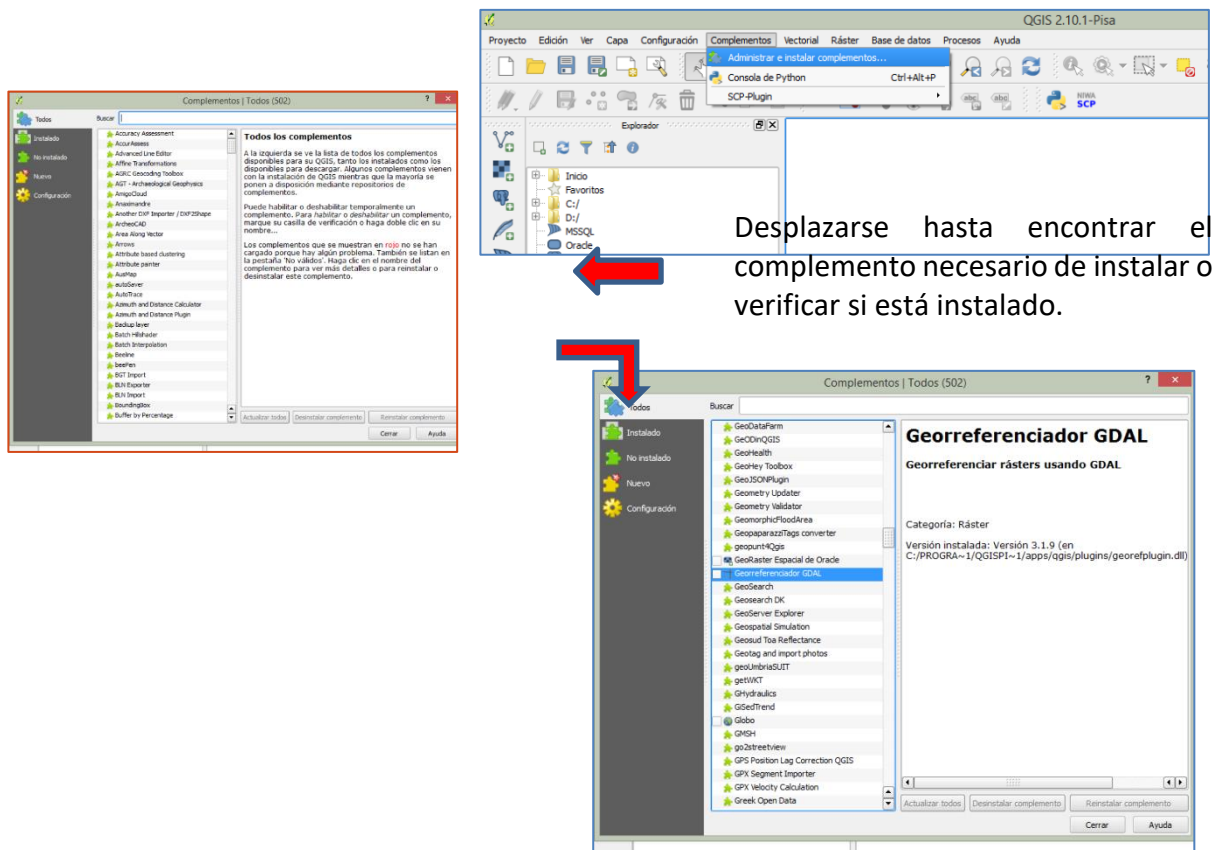 QGIS 2.10.1-Pisa
Proyecto Edición Ver Capa Configuración Complementos Vectorial Ráster Base de datos Procesos Ayuda
Administrar e instalar complementos...
Consola de Python Ctrl+Alt+P
SCP-Plugin
abc abc NIWA SCP
Explorador
Inicio
Favoritos
C:/
D:/
MSSQL
Oracle
Complementos | Todos (502) ?
Todos
Instalado
No instalado
Nuevo
Configuración
Buscar
Accuracy Assessment
AccurAssess
Advanced Line Editor
Affine Transformations
AGRC Geocoding Toolbox
AGT - Archaeological Geophysics
AmigoCloud
Anaximandre
Another DXF Importer / DXF2Shape
ArcheoCAD
Area Along Vector
Arrows
Attribute based clustering
Attribute painter
AusMap
autoSaver
AutoTrace
Azimuth and Distance Calculator
Azimuth and Distance Plugin
Backup layer
Batch Hillshader
Batch Interpolation
Beeline
beePen
BGT Import
BLN Exporter
BLN Import
BoundingBox
Buffer by Percentage
Todos los complementos
A la izquierda se ve la lista de todos los complementos
disponibles para su QGIS, tanto los instalados como los
disponibles para descargar. Algunos complementos vienen
con la instalación de QGIS mientras que la mayoría se
ponen a disposición mediante repositorios de
complementos.
Puede habilitar o deshabilitar temporalmente un
complemento. Para habilitar o deshabilitar un complemento,
marque su casilla de verificación o haga doble clic en su
nombre...
Los complementos que se muestran en rojo no se han
cargado porque hay algún problema. También se listan en
la pestaña 'No válidos'. Haga clic en el nombre del
complemento para ver más detalles o para reinstalar o
desinstalar este complemento.
Actualizar todos Desinstalar complemento Reinstalar complemento
Cerrar Ayuda
Desplazarse hasta encontrar el
complemento necesario de instalar o
verificar si está instalado.
Complementos | Todos (502) ?
Todos
Instalado
No instalado
Nuevo
Configuración
Buscar
GeoDataFarm
GeODinQGIS
GeoHealth
GeoHey Toolbox
GeoJSONPlugin
Geometry Updater
Geometry Validator
GeomorphicFloodArea
GeopaparazziTags converter
geopunt4Qgis
GeoRaster Espacial de Oracle
Georreferenciador GDAL
GeoSearch
Geosearch DK
GeoServer Explorer
Geospatial Simulation
Geosud Toa Reflectance
Geotag and import photos
geoUmbriaSUIT
getWKT
GHydraulics
GiSedTrend
Globo
GMSH
go2streetview
GPS Position Lag Correction QGIS
GPX Segment Importer
GPX Velocity Calculation
Greek Open Data
Georreferenciador GDAL
Georreferenciar rásters usando GDAL
Categoría: Ráster
Versión instalada: Versión 3.1.9 (en
C:/PROGRA~1/QGISPI~1/apps/qgis/plugins/georefplugin.dll)
Actualizar todos Desinstalar complemento Reinstalar complemento
Cerrar Ayuda